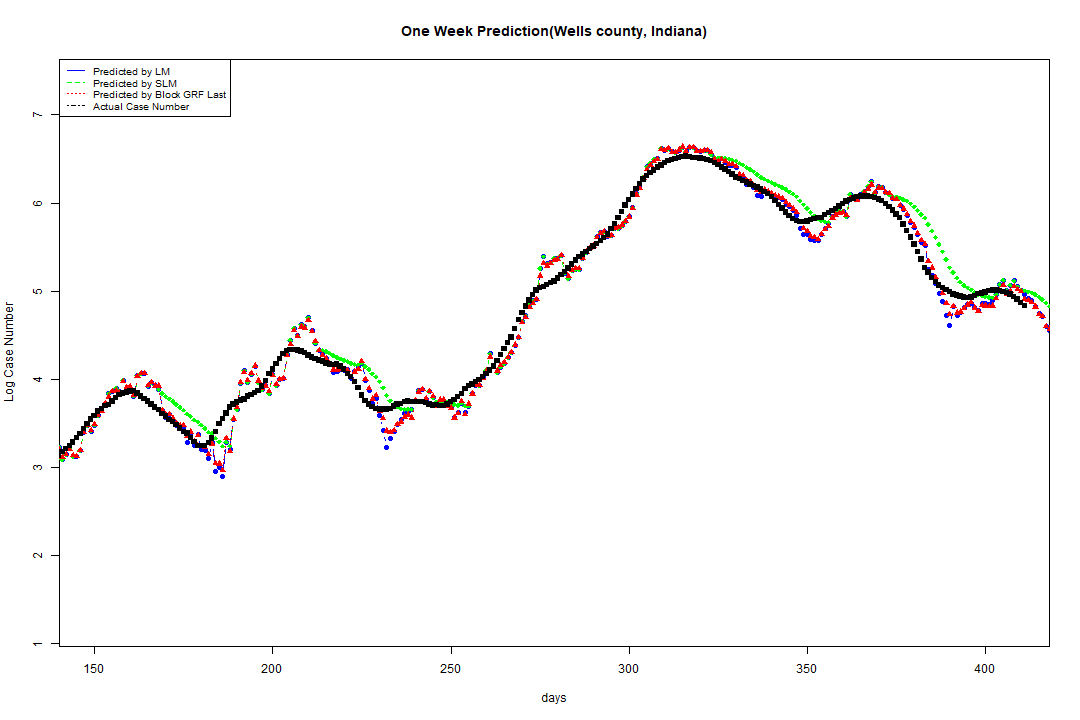 One Week Prediction(Wells county, Indiana)
Predicted by LM
Predicted by SLM
Predicted by Block GRF Last
Actual Case Number
7
6
5
4
3
2
1
Log Case Number
150 200 250 300 350 400
days